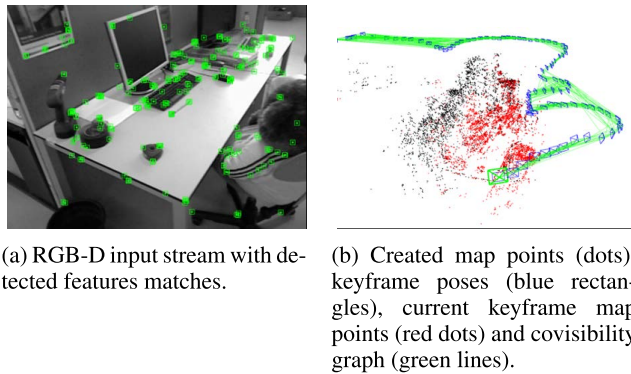 (a) RGB-D input stream with de-
tected features matches.
(b) Created map points (dots)
keyframe poses (blue rectan-
gles), current keyframe map
points (red dots) and covisibility
graph (green lines).